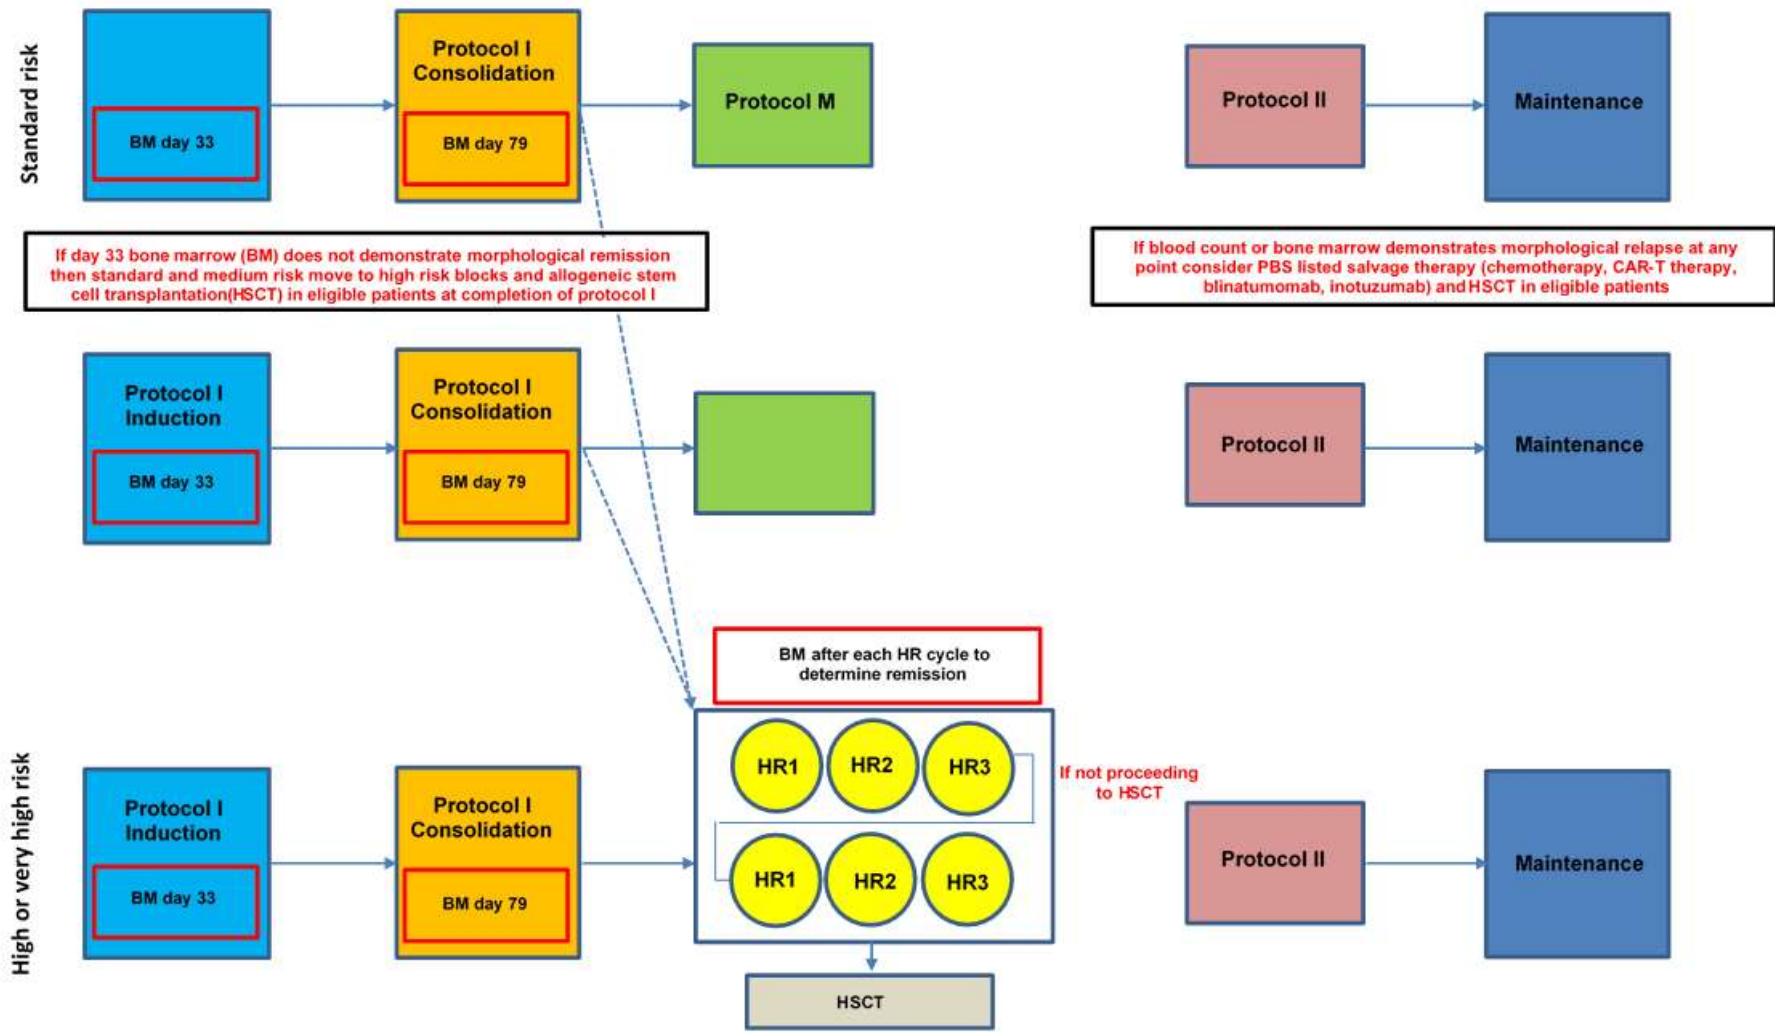 Standard risk
BM day 33
Protocol I
Consolidation
BM day 79
Protocol M
Protocol II
Maintenance
If day 33 bone marrow (BM) does not demonstrate morphological remission
then standard and medium risk move to high risk blocks and allogeneic stem
cell transplantation(HSCT) in eligible patients at completion of protocol I
If blood count or bone marrow demonstrates morphological relapse at any
point consider PBS listed salvage therapy (chemotherapy, CAR-T therapy,
blinatumomab, inotuzumab) and HSCT in eligible patients
Protocol I
Induction
BM day 33
Protocol I
Consolidation
BM day 79
Protocol II
Maintenance
BM after each HR cycle to
determine remission
High or very high risk
Protocol I
Induction
BM day 33
Protocol I
Consolidation
BM day 79
HR1
HR2
HR3
HR1
HR2
HR3
If not proceeding
to HSCT
Protocol II
Maintenance
HSCT